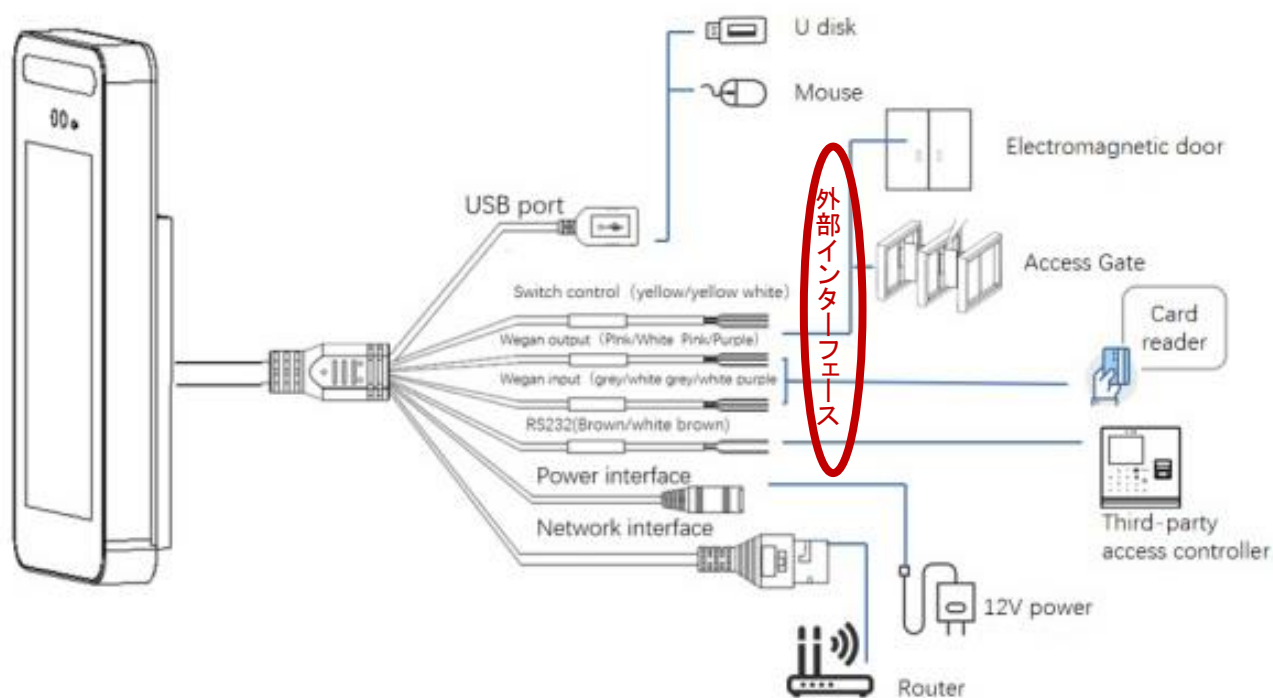 U disk
Mouse
Electromagnetic door
USB port
外部インターフェース
Access Gate
Switch control （yellow/yellow white）
Card
reader
Wegan output （PInk/White Pink/Purple）
Wegan input （grey/white grey/white purple
RS232(Brown/white brown)
Power interface
Network interface
Third-party
access controller
12V power
Router